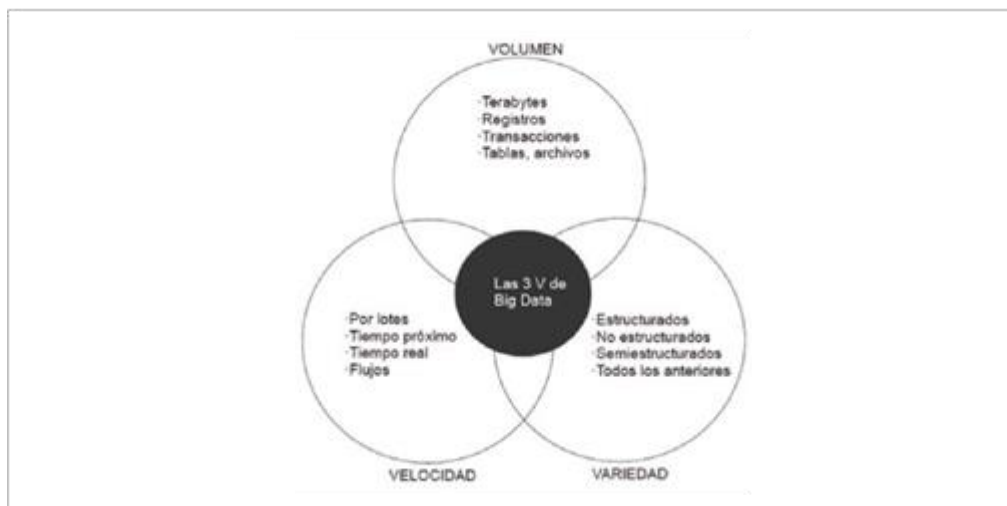 VOLUMEN
·Terabytes
·Registros
·Transacciones
·Tablas, archivos
Las 3 V de
Big Data
·Por lotes
·Tiempo próximo
·Tiempo real
·Flujos
·Estructurados
·No estructurados
·Semiestructurados
·Todos los anteriores
VELOCIDAD
VARIEDAD